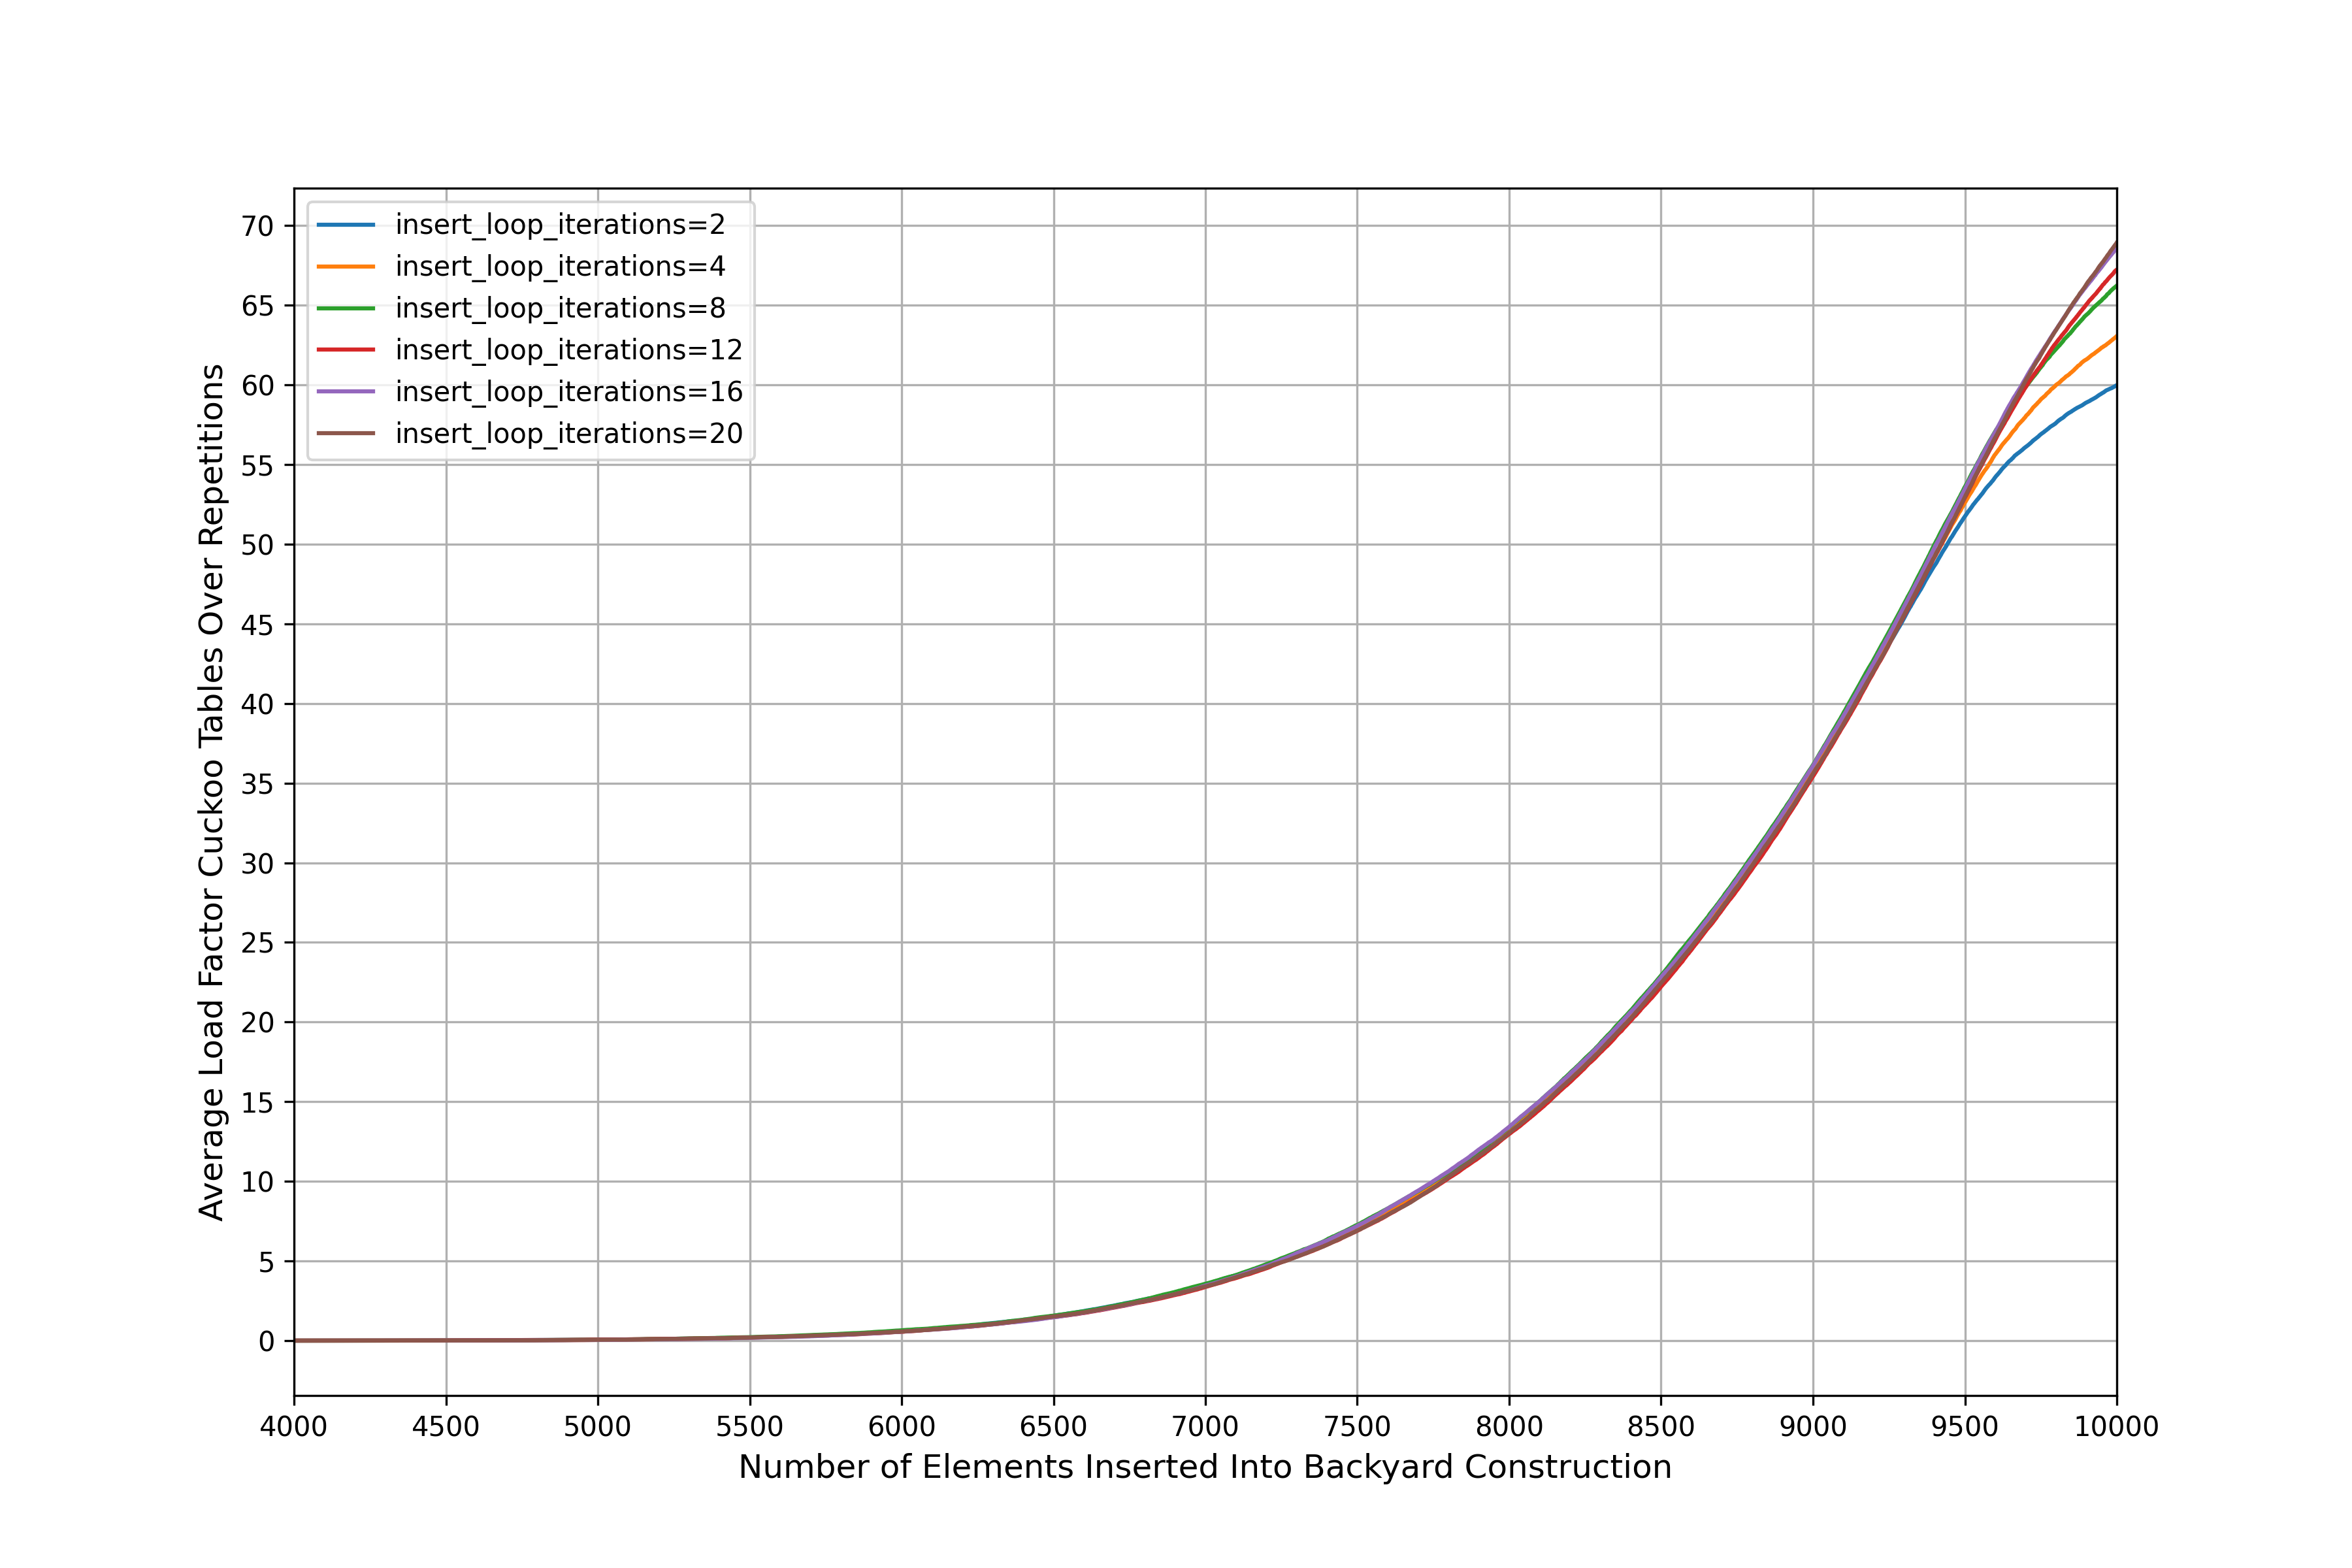 70
65
60
55
50
45
40
35
30
25
20
15
10
5
0
Average Load Factor Cuckoo Tables Over Repetitions
insert_loop_iterations=2
insert_loop_iterations=4
insert_loop_iterations=8
insert_loop_iterations=12
insert_loop_iterations=16
insert_loop_iterations=20
4000 4500 5000 5500 6000 6500 7000 7500 8000 8500 9000 9500 10000
Number of Elements Inserted Into Backyard Construction